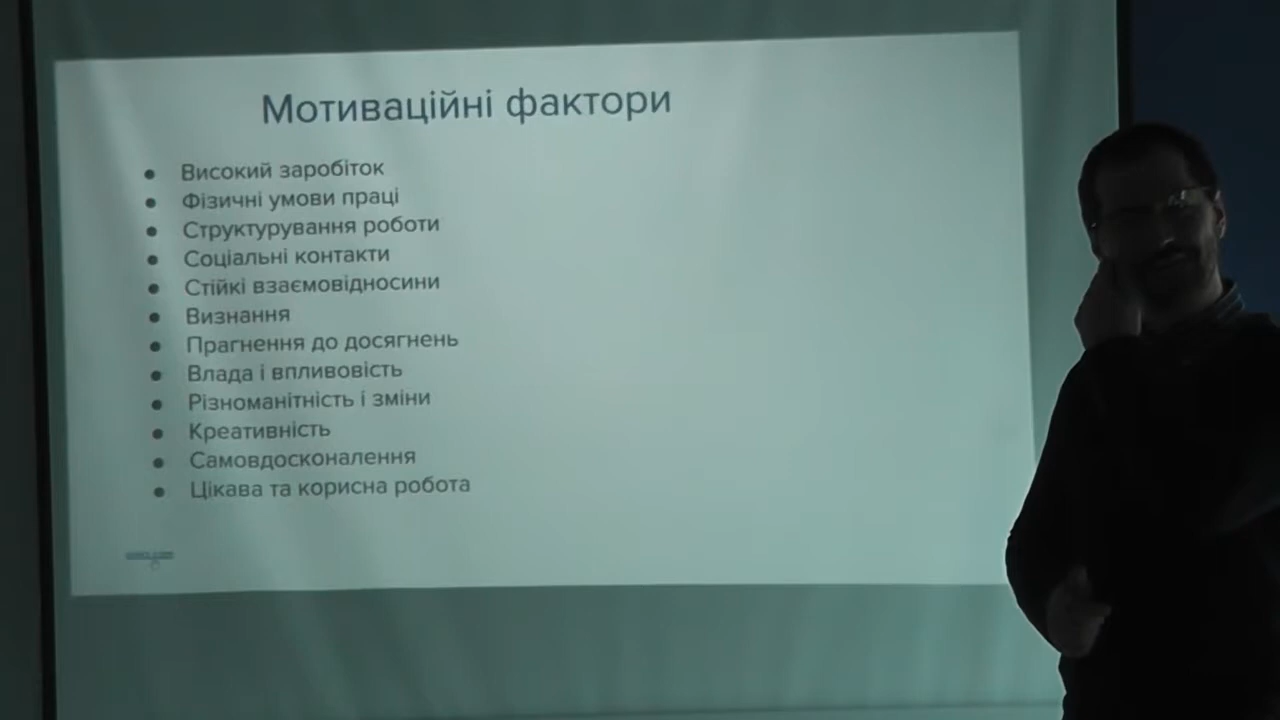 Мотиваційні фактори
● Високий заробіток
● Фізичні умови праці
● Структурування роботи
● Соціальні контакти
● Стійкі взаємовідносини
● Визнання
● Прагнення до досягнень
● Влада і впливовість
● Різноманітність і зміни
● Креативність
● Самовдосконалення
● Цікава та корисна робота